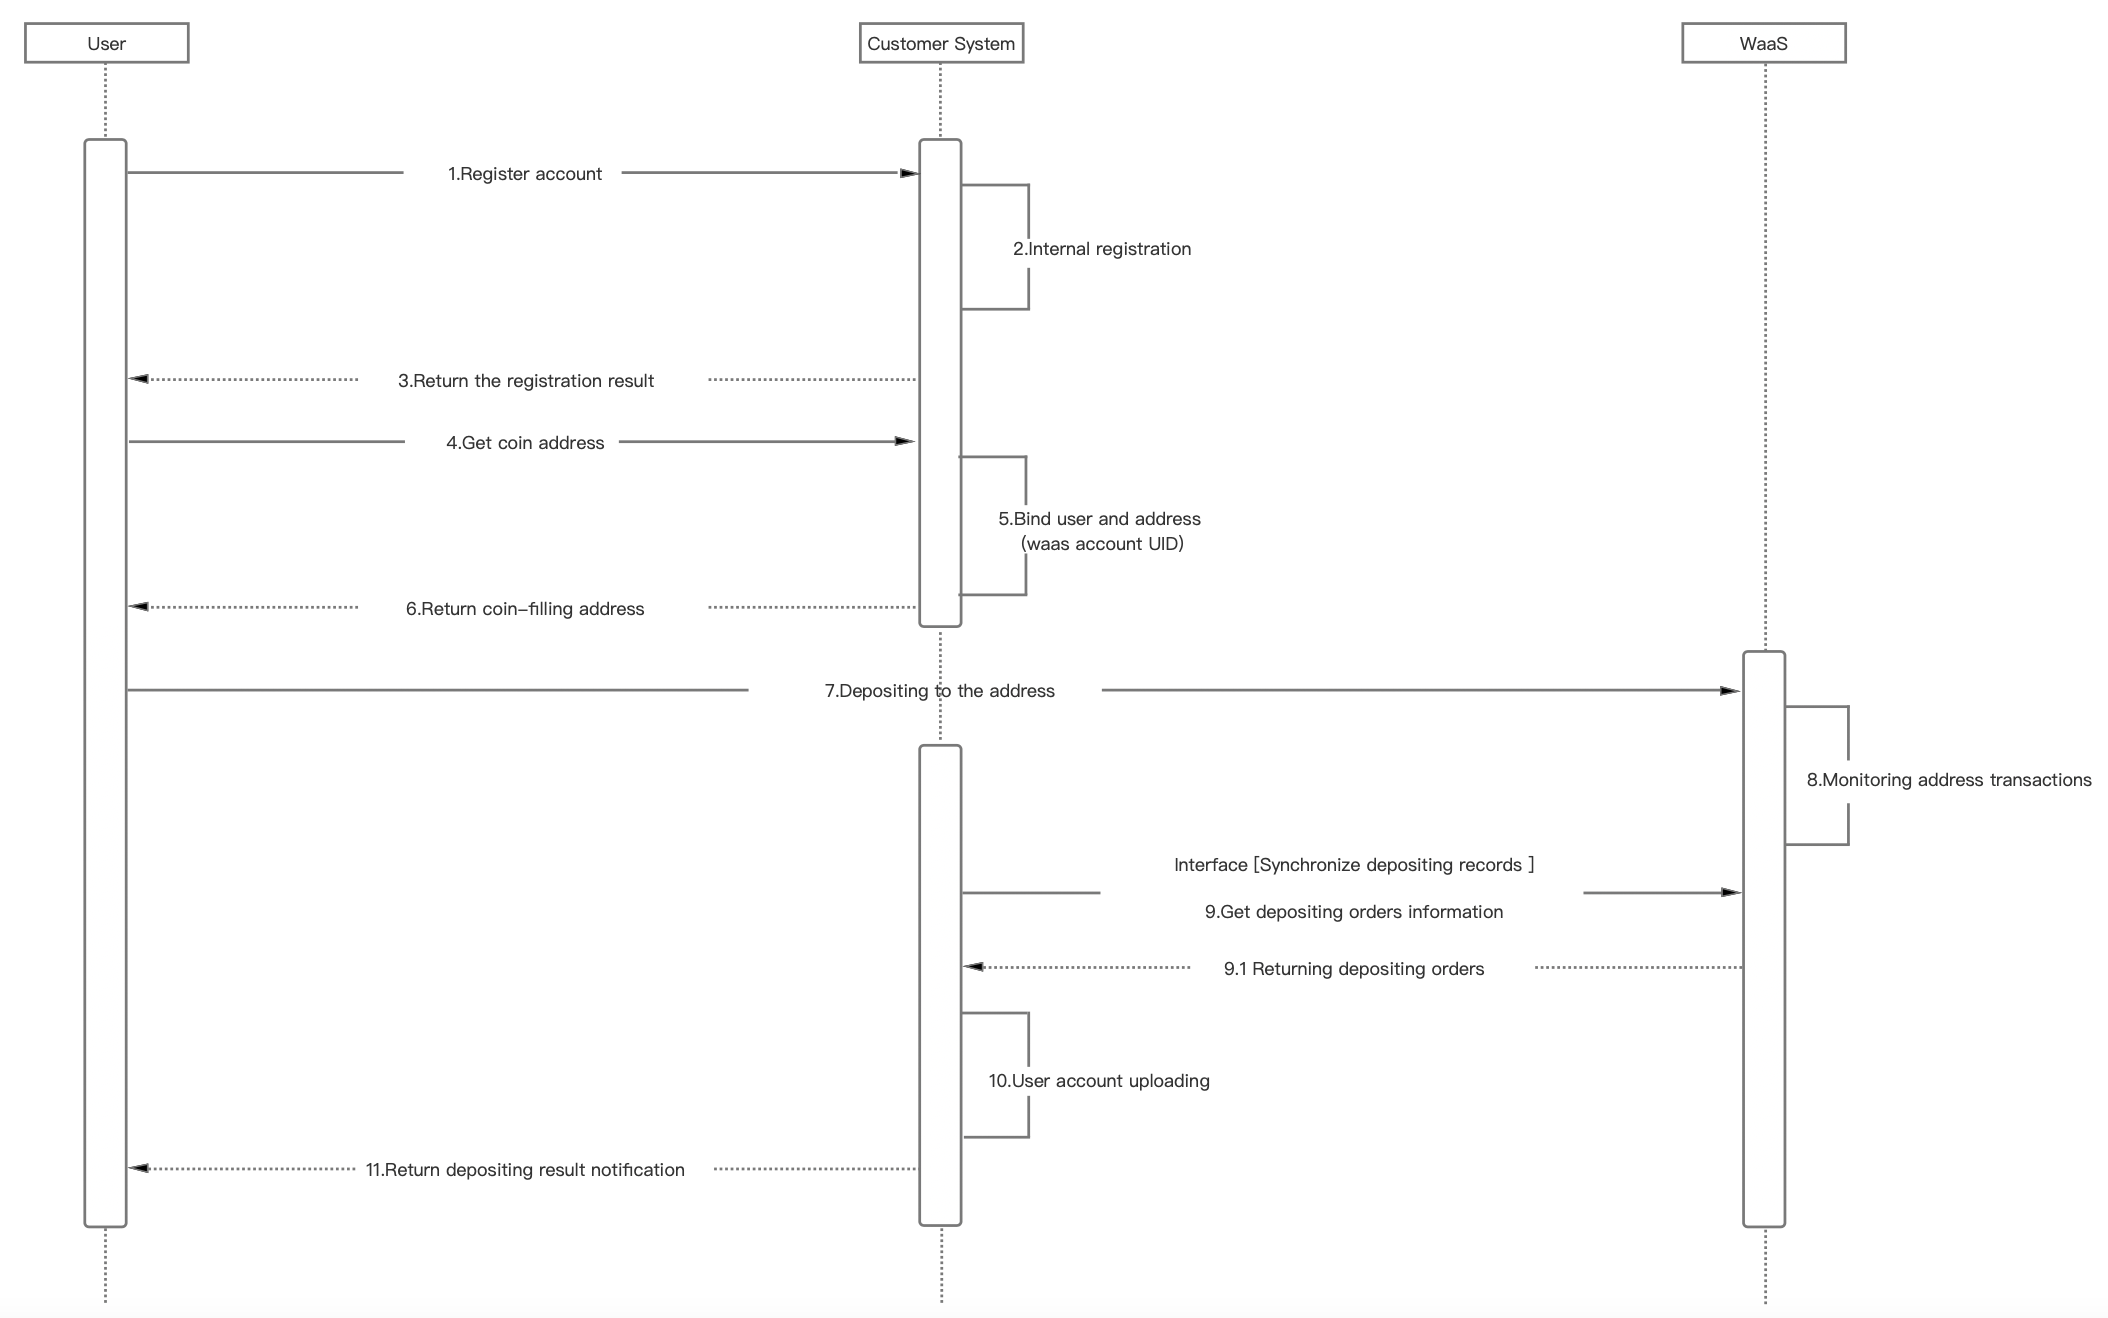 User
Customer System
WaaS
1.Register account
2.Internal registration
3.Return the registration result
4.Get coin address
5.Bind user and address
(waas account UID)
6.Return coin-filling address
7.Depositing to the address
8.Monitoring address transactions
Interface [Synchronize depositing records ]
9.Get depositing orders information
9.1 Returning depositing orders
10.User account uploading
11.Return depositing result notification